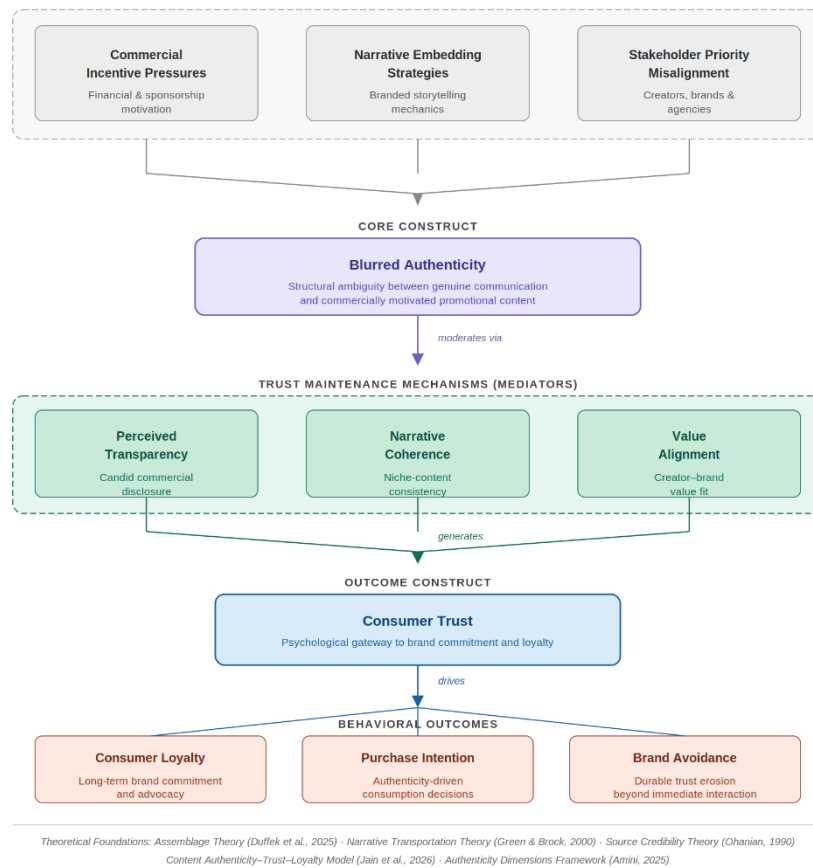 Commercial
Incentive Pressures
Financial & sponsorship
motivation
Narrative Embedding
Strategies
Branded storytelling
mechanics
Stakeholder Priority
Misalignment
Creators, brands &
agencies
CORE CONSTRUCT
Blurred Authenticity
Structural ambiguity between genuine communication
and commercially motivated promotional content
moderates via
TRUST MAINTENANCE MECHANISMS (MEDIATORS)
Perceived
Transparency
Candid commercial
disclosure
Narrative
Coherence
Niche-content
consistency
Value
Alignment
Creator–brand
value fit
generates
OUTCOME CONSTRUCT
Consumer Trust
Psychological gateway to brand commitment and loyalty
drives
BEHAVIORAL OUTCOMES
Consumer Loyalty
Long-term brand commitment
and advocacy
Purchase Intention
Authenticity-driven
consumption decisions
Brand Avoidance
Durable trust erosion
beyond immediate interaction
Theoretical Foundations: Assemblage Theory (Duffek et al., 2025) · Narrative Transportation Theory (Green & Brock, 2000) · Source Credibility Theory (Ohanian, 1990)
Content Authenticity–Trust–Loyalty Model (Jain et al., 2026) · Authenticity Dimensions Framework (Amini, 2025)